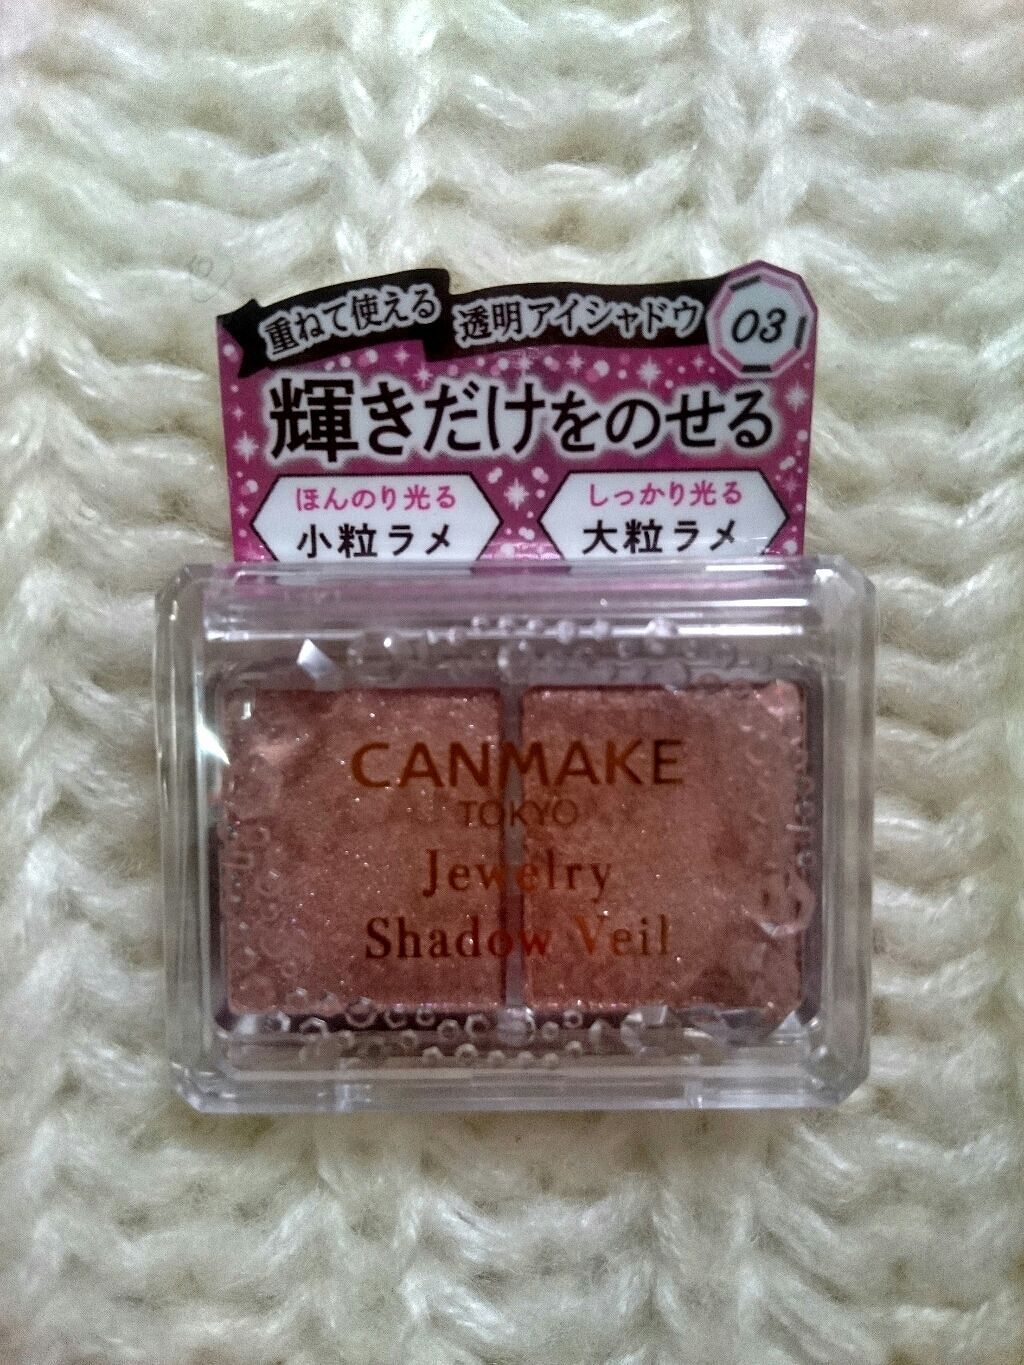 重ねて使える 透明アイシャドウ
03
輝きだけをのせる
ほんのり光る
小粒ラメ
しっかり光る
大粒ラメ
CANMAKE
TOKYO
Jewelry
Shadow Veil